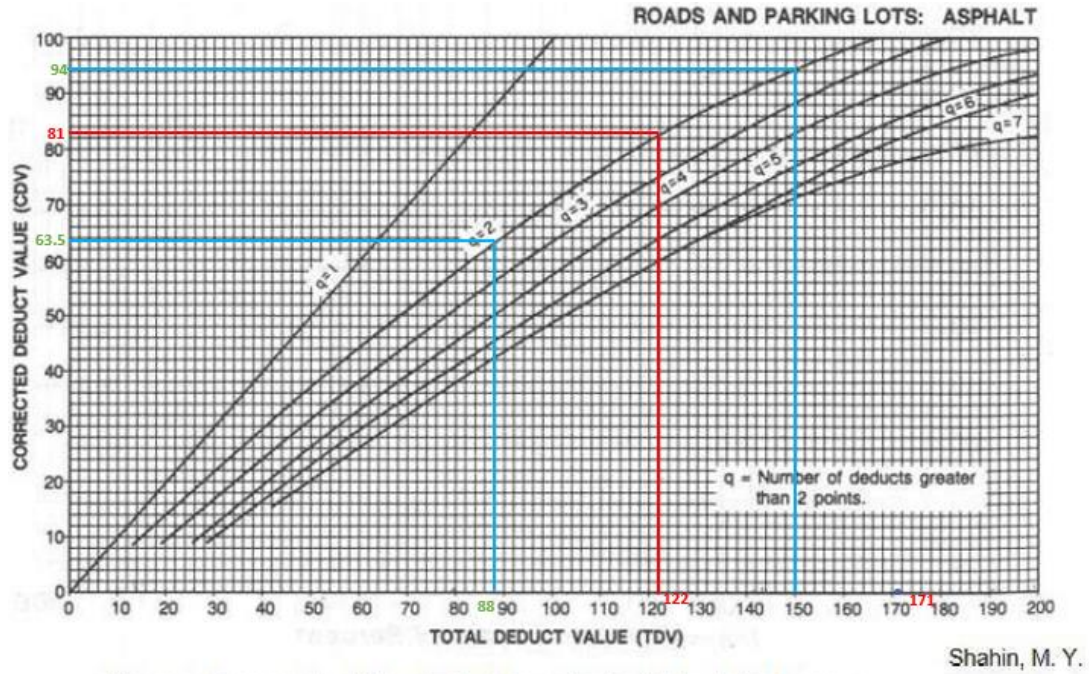 ROADS AND PARKING LOTS: ASPHALT
CORRECTED DEDUCT VALUE (CDV)
100
94
90
81
80
70
63.5
60
50
40
30
20
10
0
q=1
q=2
q=3
q=4
q=5
q=6
q=7
q = Number of deducts greater
than 2 points.
0 10 20 30 40 50 60 70 80 88 90 100 110 120 122 130 140 150 160 170 171 180 190 200
TOTAL DEDUCT VALUE (TDV)
Shahin, M. Y.